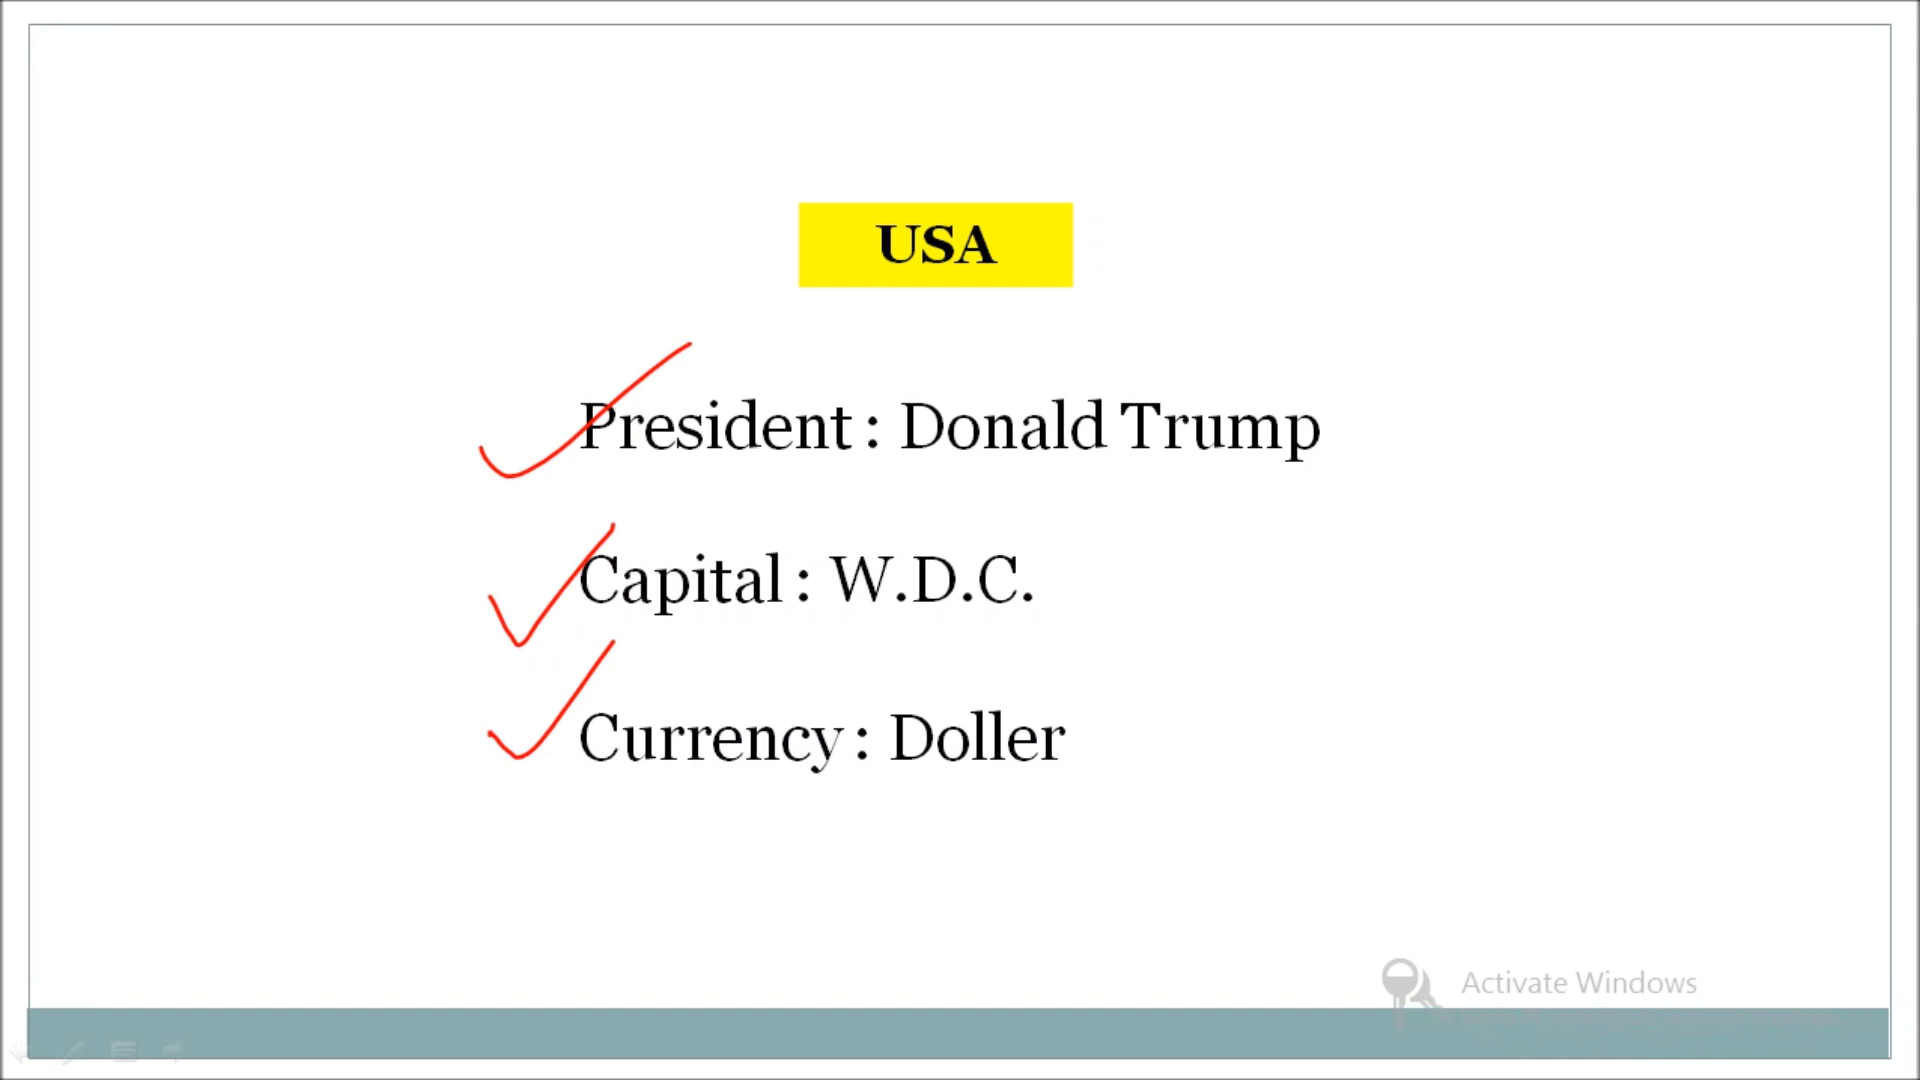 USA
President : Donald Trump
Capital : W.D.C.
Currency : Doller
Activate Windows